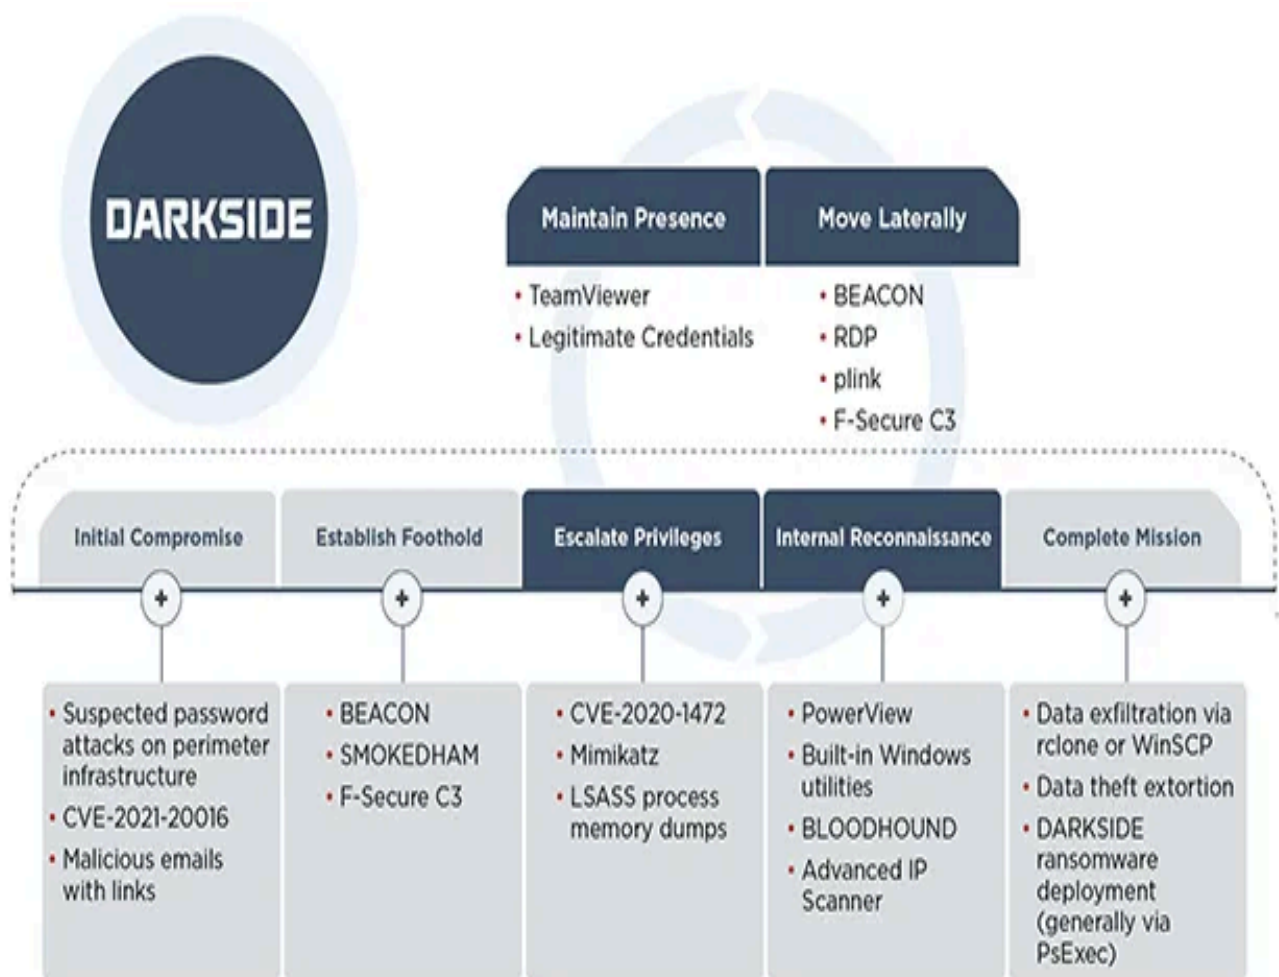 DARKSIDE
Maintain Presence
• TeamViewer
• Legitimate Credentials
Move Laterally
• BEACON
• RDP
• plink
• F-Secure C3
Initial Compromise
• Suspected password
attacks on perimeter
infrastructure
• CVE-2021-20016
• Malicious emails
with links
Establish Foothold
• BEACON
• SMOKEDHAM
• F-Secure C3
Escalate Privileges
• CVE-2020-1472
• Mimikatz
• LSASS process
memory dumps
Internal Reconnaissance
• PowerView
• Built-in Windows
utilities
• BLOODHOUND
• Advanced IP
Scanner
Complete Mission
• Data exfiltration via
rclone or WinSCP
• Data theft extortion
• DARKSIDE
ransomware
deployment
(generally via
PsExec)